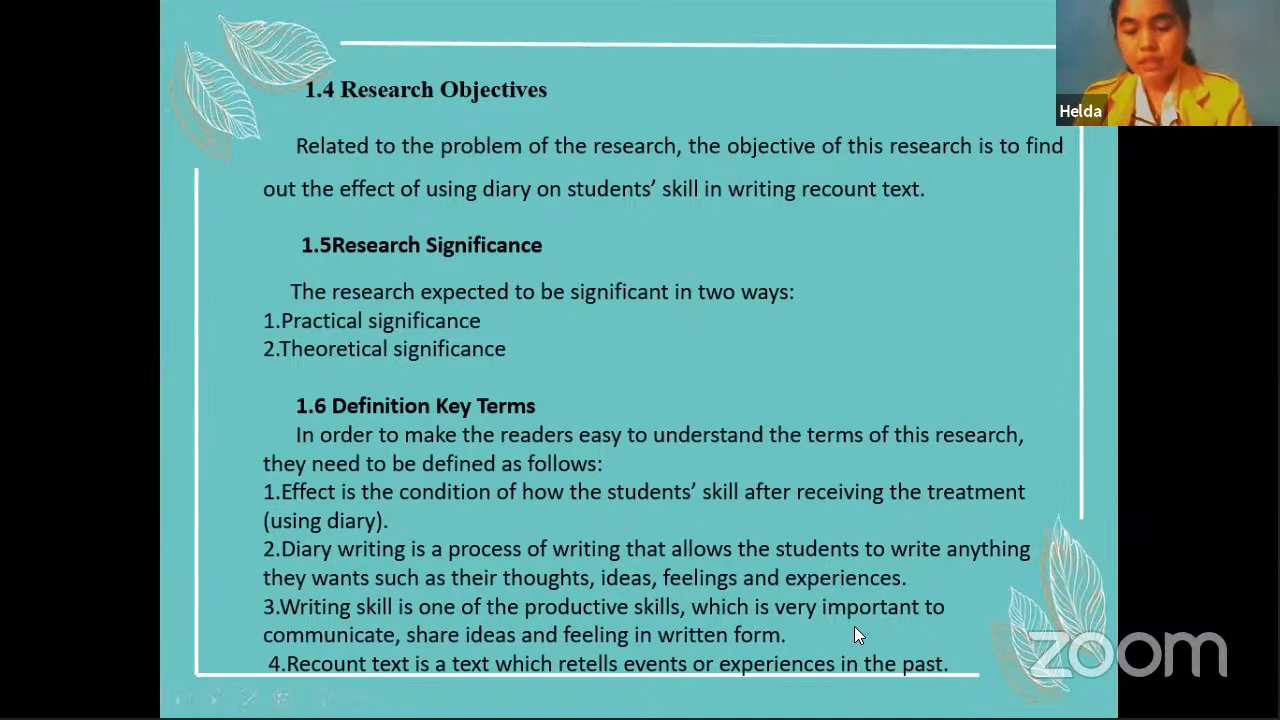 1.4 Research Objectives
Helda
Related to the problem of the research, the objective of this research is to find
out the effect of using diary on students’ skill in writing recount text.
1.5Research Significance
The research expected to be significant in two ways:
1.Practical significance
2.Theoretical significance
1.6 Definition Key Terms
In order to make the readers easy to understand the terms of this research,
they need to be defined as follows:
1.Effect is the condition of how the students’ skill after receiving the treatment
(using diary).
2.Diary writing is a process of writing that allows the students to write anything
they wants such as their thoughts, ideas, feelings and experiences.
3.Writing skill is one of the productive skills, which is very important to
communicate, share ideas and feeling in written form.
4.Recount text is a text which retells events or experiences in the past.
zoom